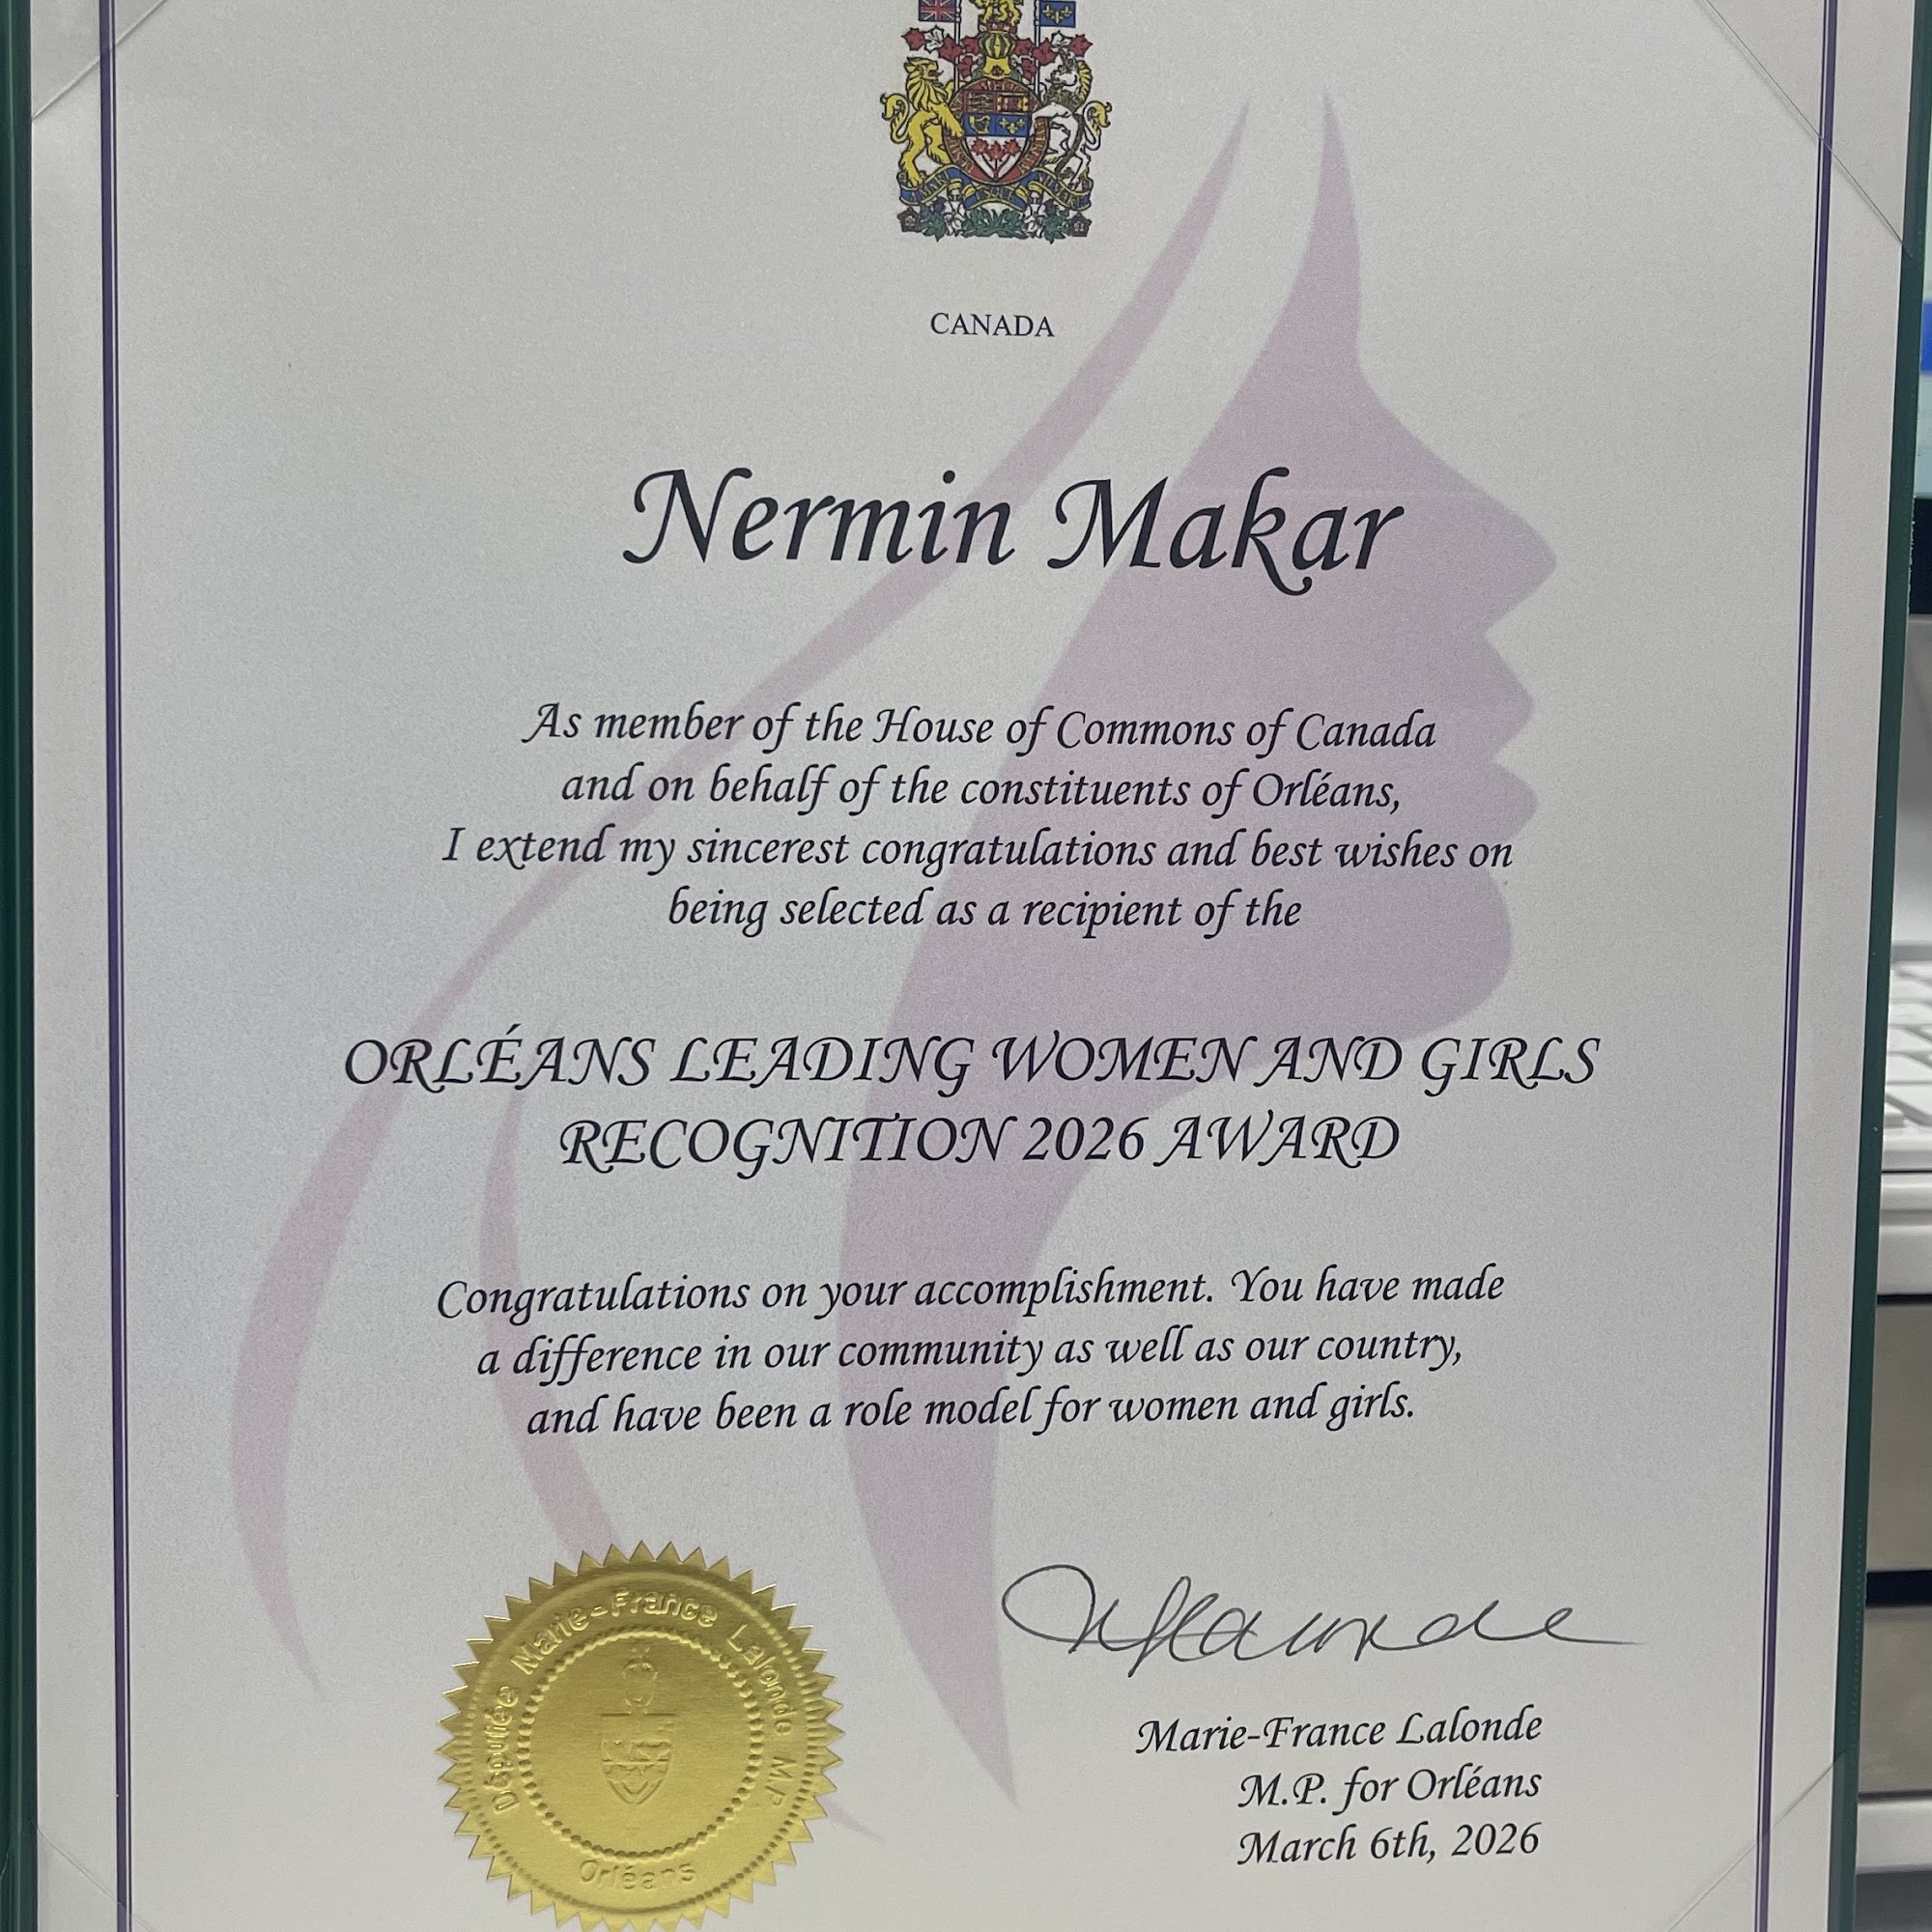 CANADA
Nermin Makar
As member of the House of Commons of Canada
and on behalf of the constituents of Orléans,
I extend my sincerest congratulations and best wishes on
being selected as a recipient of the
ORLÉANS LEADING WOMEN AND GIRLS
RECOGNITION 2026 AWARD
Congratulations on your accomplishment. You have made
a difference in our community as well as our country,
and have been a role model for women and girls.
Députée Marie-France Lalonde MP
Orléans
Marie-France Lalonde
M.P. for Orléans
March 6th, 2026